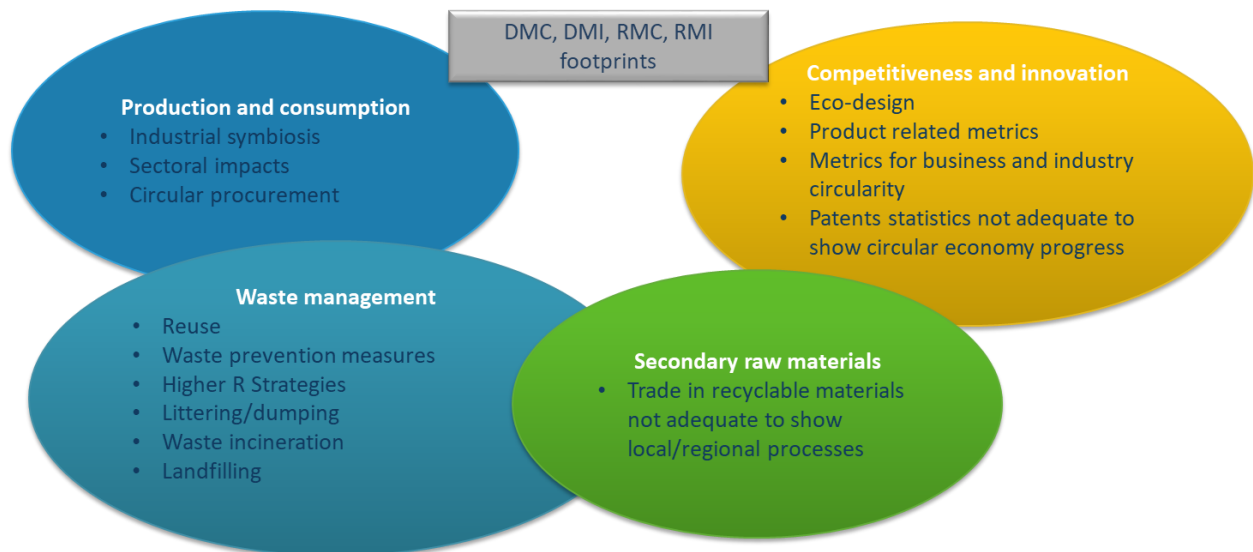 DMC, DMI, RMC, RMI
footprints
Production and consumption
• Industrial symbiosis
• Sectoral impacts
• Circular procurement
Competitiveness and innovation
• Eco-design
• Product related metrics
• Metrics for business and industry
circularity
• Patents statistics not adequate to
show circular economy progress
Waste management
• Reuse
• Waste prevention measures
• Higher R Strategies
• Littering/dumping
• Waste incineration
• Landfilling
Secondary raw materials
• Trade in recyclable materials
not adequate to show
local/regional processes